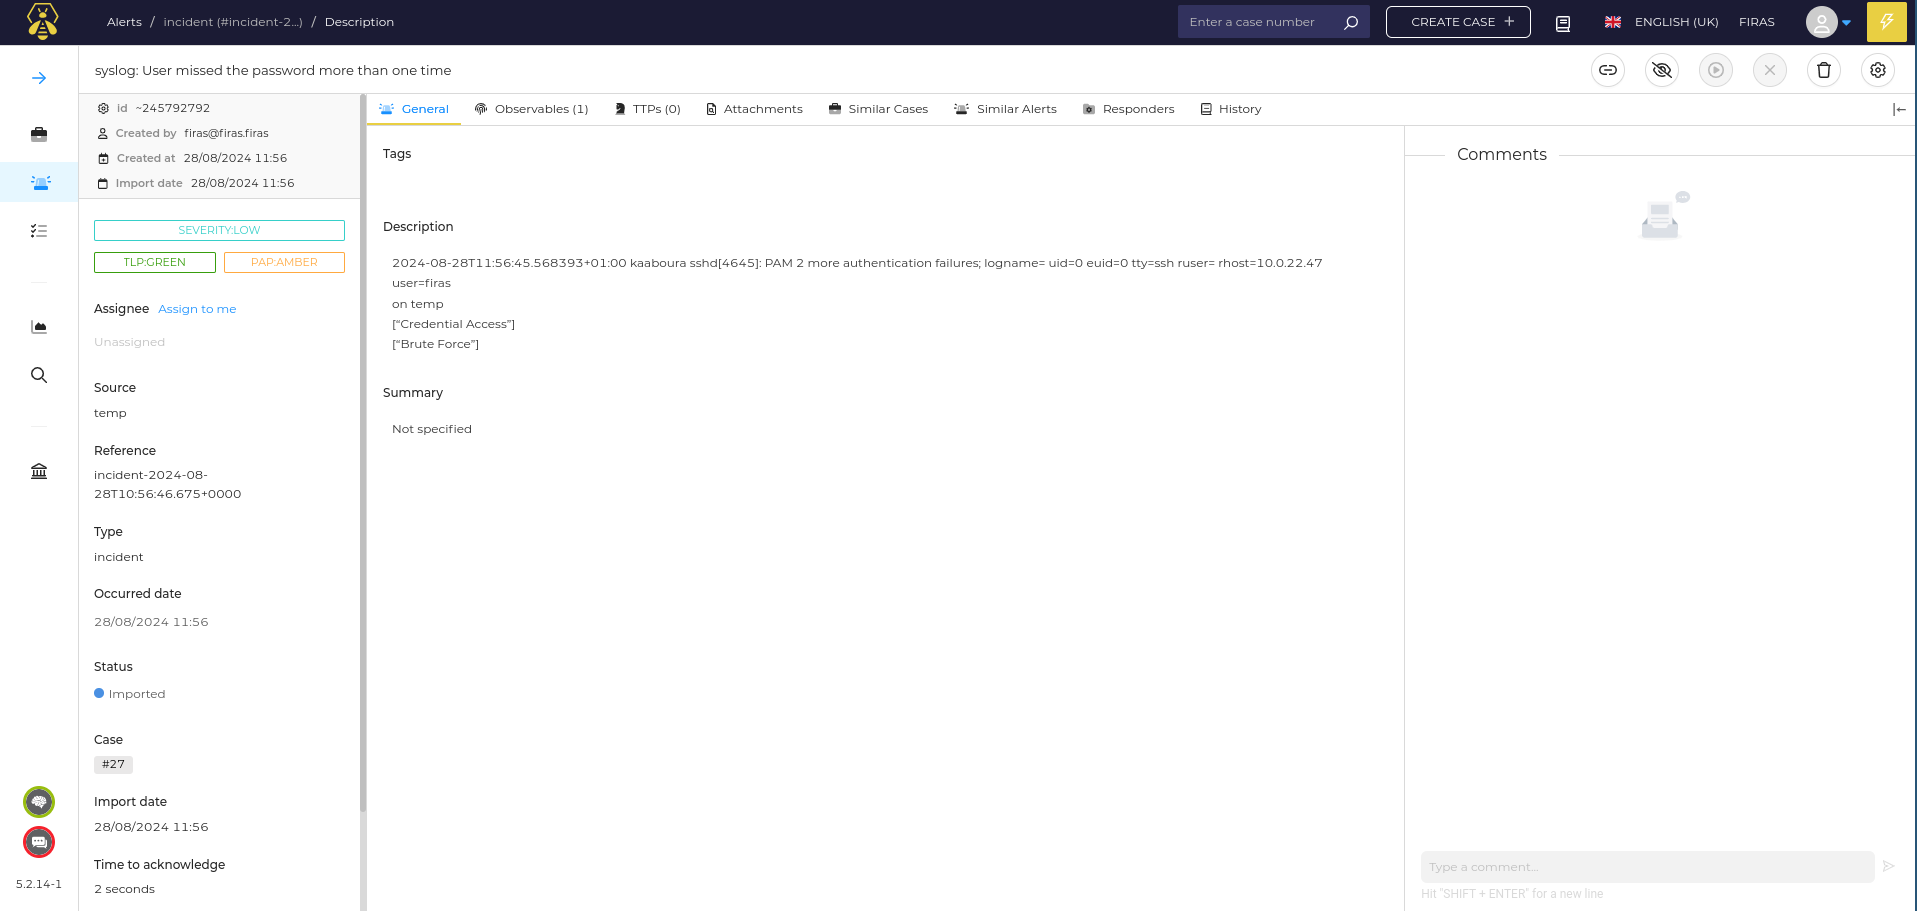 Alerts / incident (#incident-2...) / Description
Enter a case number
CREATE CASE +
ENGLISH (UK)
FIRAS
syslog: User missed the password more than one time
id ~245792792
Created by firas@firas.firas
Created at 28/08/2024 11:56
Import date 28/08/2024 11:56
SEVERITY:LOW
TLP:GREEN
PAP:AMBER
Assignee Assign to me
Unassigned
Source
temp
Reference
incident-2024-08-
28T10:56:46.675+0000
Type
incident
Occurred date
28/08/2024 11:56
Status
Imported
Case
#27
Import date
28/08/2024 11:56
Time to acknowledge
2 seconds
5.2.14-1
General
Observables (1)
TTPs (0)
Attachments
Similar Cases
Similar Alerts
Responders
History
Tags
Description
2024-08-28T11:56:45.568393+01:00 kaaboura sshd[4645]: PAM 2 more authentication failures; logname= uid=0 euid=0 tty=ssh ruser= rhost=10.0.22.47
user=firas
on temp
[“Credential Access”]
[“Brute Force”]
Summary
Not specified
Comments
Type a comment...
Hit "SHIFT + ENTER" for a new line